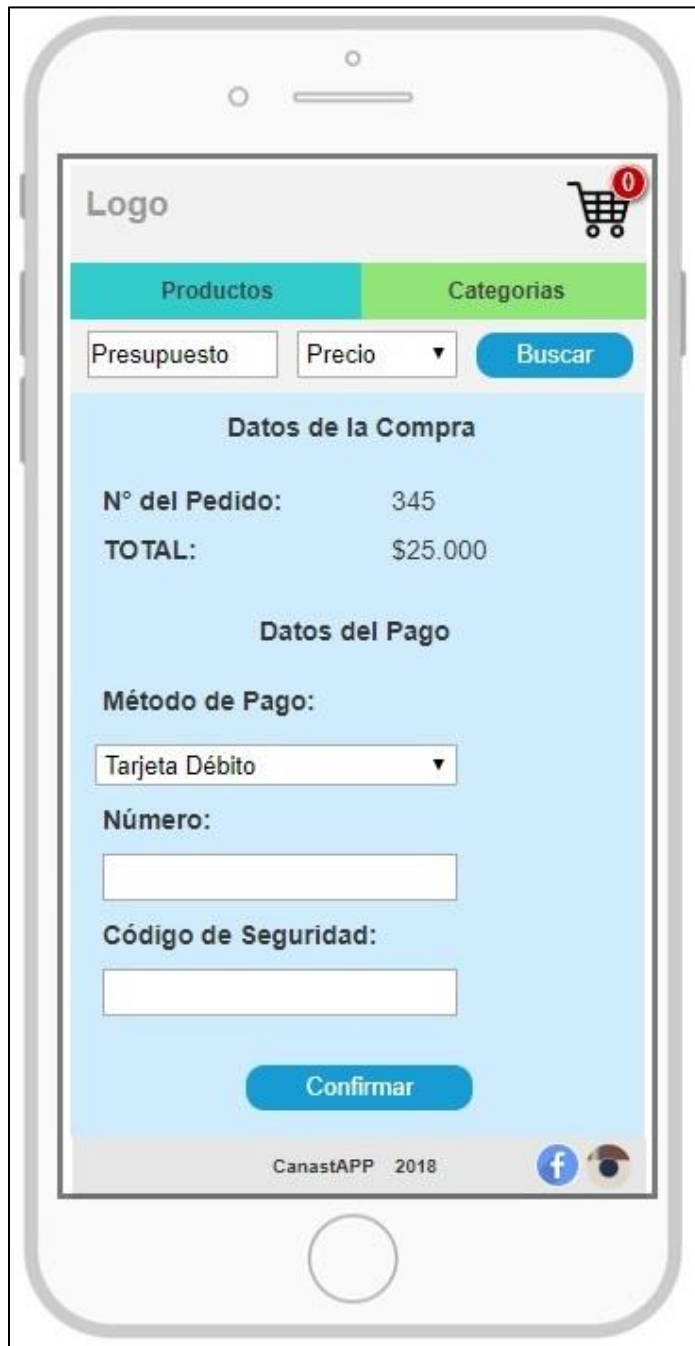 Logo
0
Productos Categorias
Presupuesto Precio Buscar
Datos de la Compra
N° del Pedido: 345
TOTAL: $25.000
Datos del Pago
Método de Pago:
Tarjeta Débito
Número:
Código de Seguridad:
Confirmar
CanastAPP 2018 f